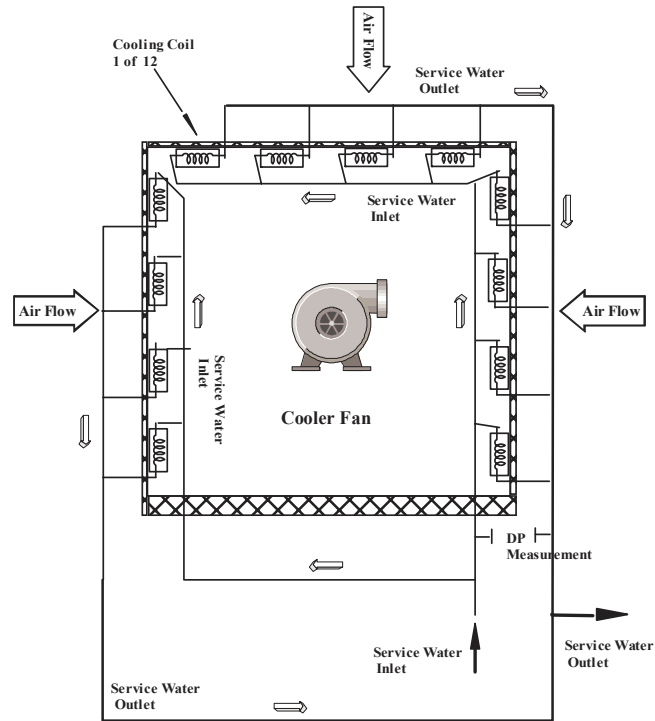 Air Flow
Cooling Coil
1 of 12
Service Water
Outlet
Service Water
Inlet
Air Flow
Air Flow
Service Water
Inlet
Cooler Fan
DP
Measurement
Service Water
Inlet
Service Water
Outlet
Service Water
Outlet